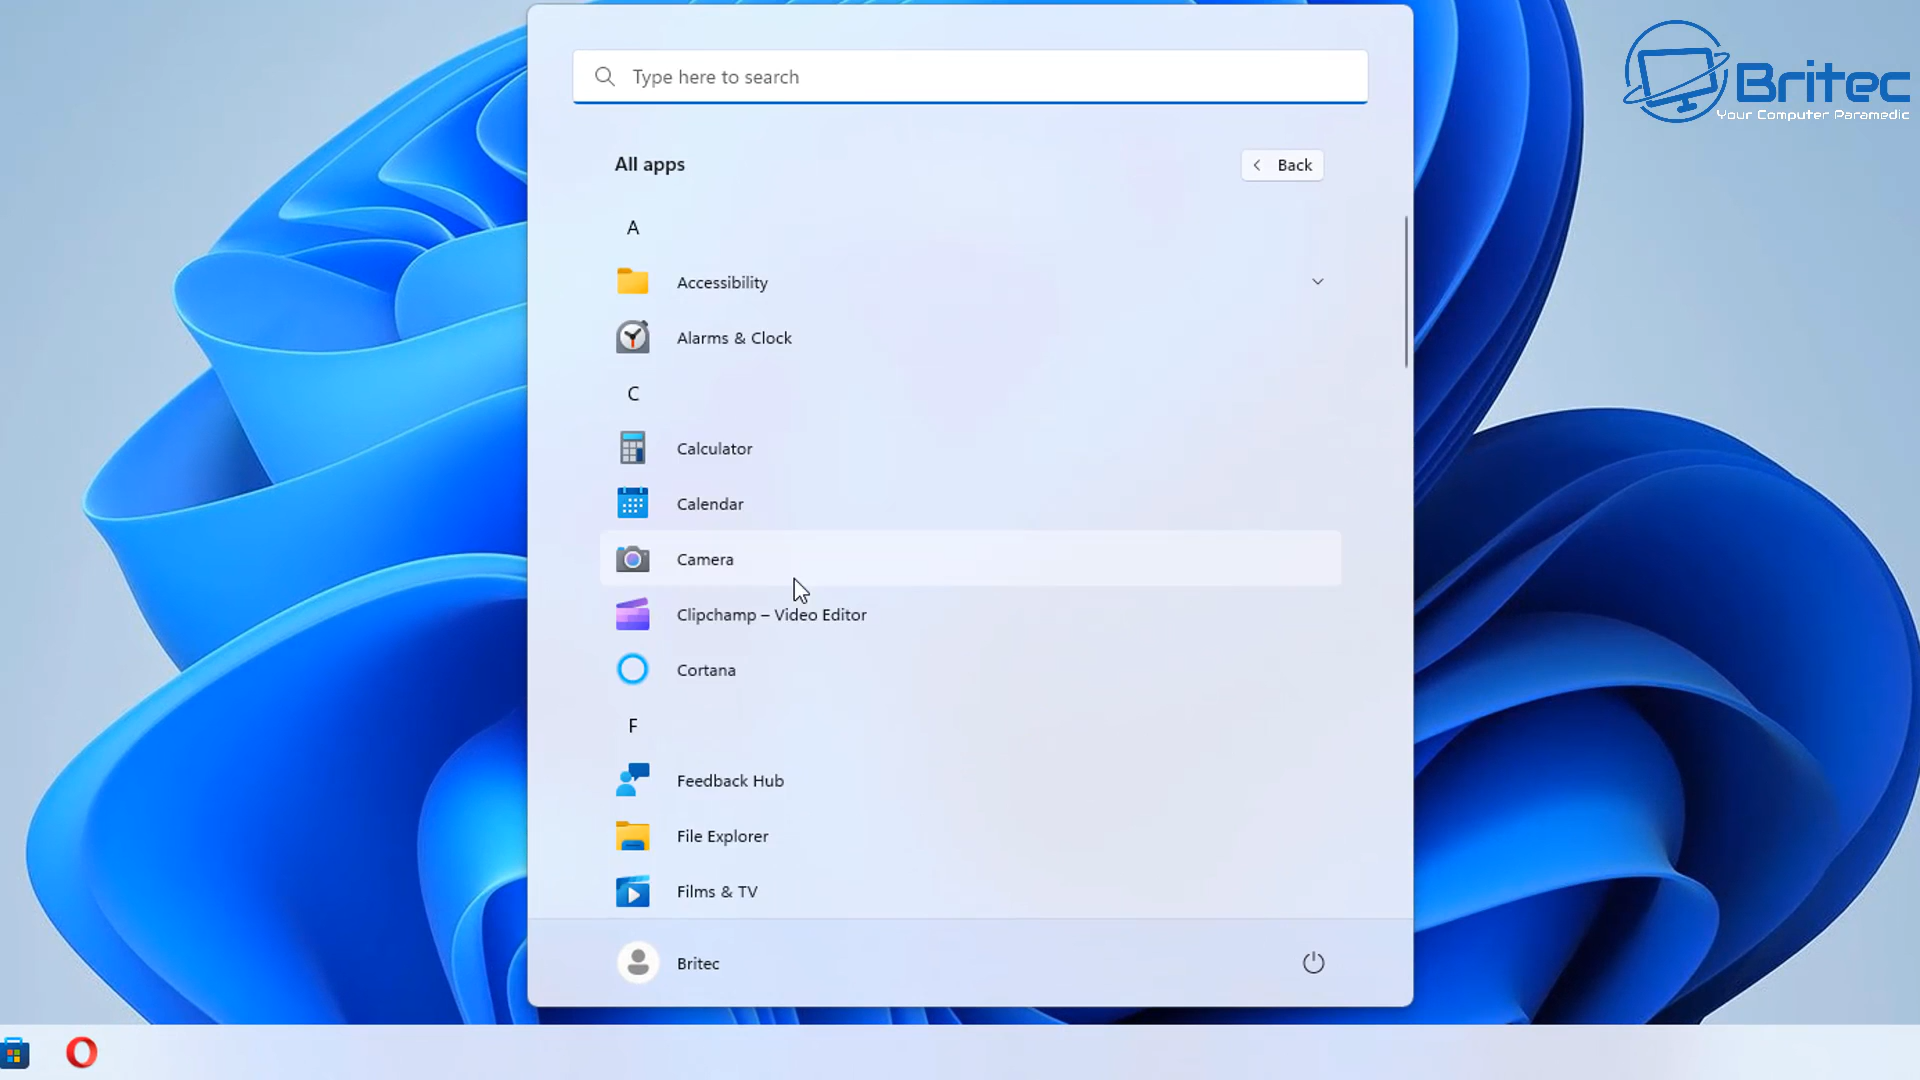 Type here to search
Britec
Your Computer Paramedic
All apps
Back
A
Accessibility
Alarms & Clock
C
Calculator
Calendar
Camera
Clipchamp – Video Editor
Cortana
F
Feedback Hub
File Explorer
Films & TV
Britec